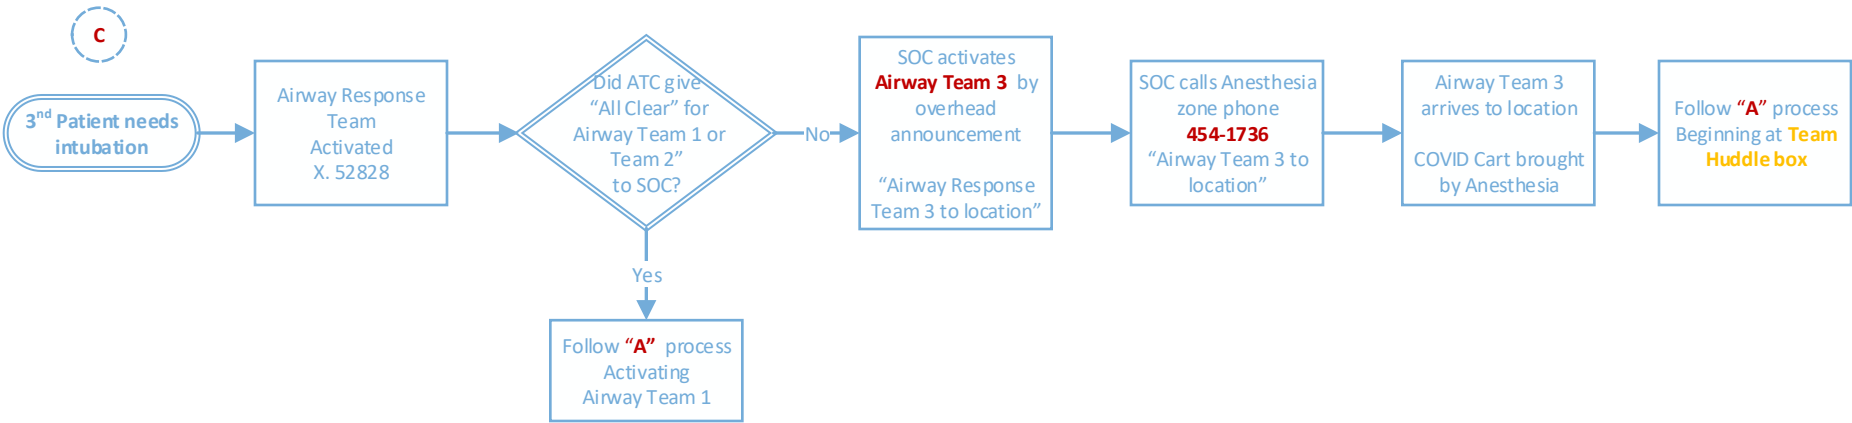 C
3nd Patient needs
intubation
Airway Response
Team
Activated
X. 52828
Did ATC give
“All Clear” for
Airway Team 1 or
Team 2”
to SOC?
No
Yes
Follow “A” process
Activating
Airway Team 1
SOC activates
Airway Team 3 by
overhead
announcement
“Airway Response
Team 3 to location”
SOC calls Anesthesia
zone phone
454-1736
“Airway Team 3 to
location”
Airway Team 3
arrives to location
COVID Cart brought
by Anesthesia
Follow “A” process
Beginning at Team
Huddle box